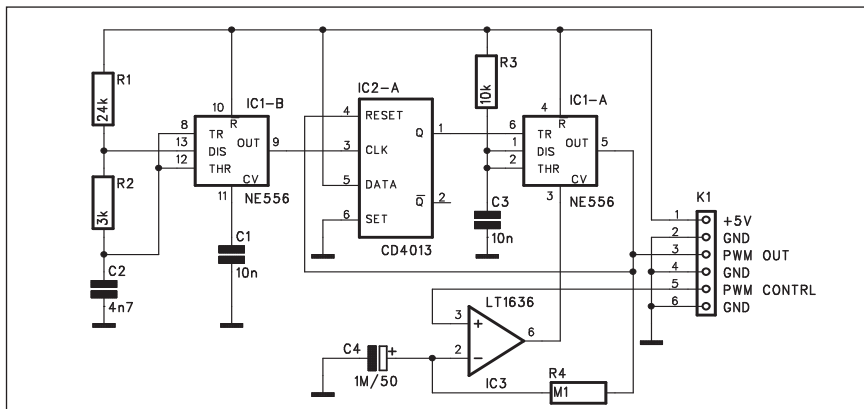 R1
24k
R2
3k
C2
4n7
8
13
12
10
IC1-B
R
TR
DIS
THR
OUT
CV
9
11
NE556
C1
10n
IC2-A
4
3
5
6
RESET
CLK
DATA
SET
Q
Q̅
1
2
CD4013
R3
10k
C3
10n
6
1
2
4
IC1-A
R
TR
DIS
THR
OUT
CV
5
3
NE556
K1
1 +5V
2 GND
3 PWM OUT
4 GND
5 PWM CONTRL
6 GND
LT1636
3
+
2
-
6
IC3
C4
+
1M/50
R4
M1